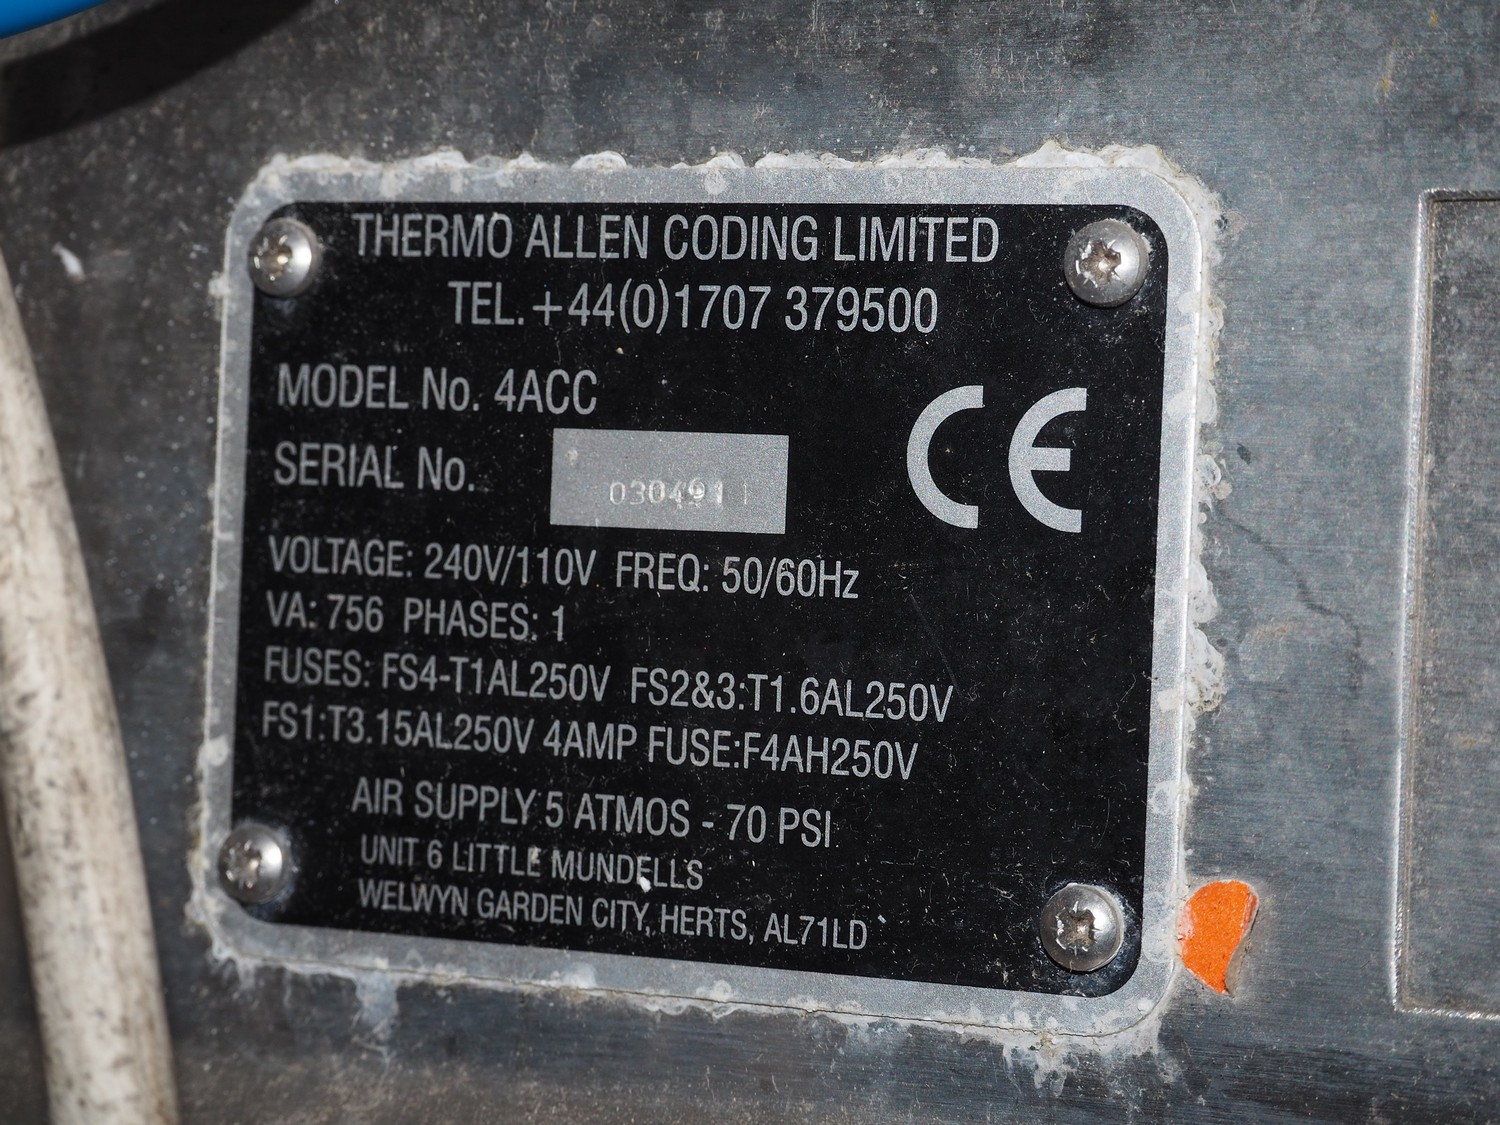 THERMO ALLEN CODING LIMITED
TEL. +44(0)1707 379500
MODEL No. 4ACC
CE
SERIAL No.
VOLTAGE: 240V/110V FREQ: 50/60Hz
VA: 756 PHASES: 1
FUSES: FS4-T1AL250V FS2&3:T1.6AL250V
FS1:T3.15AL250V 4AMP FUSE:F4AH250V
AIR SUPPLY 5 ATMOS - 70 PSI
UNIT 6 LITTLE MUNDELLS
WELWYN GARDEN CITY, HERTS, AL71LD